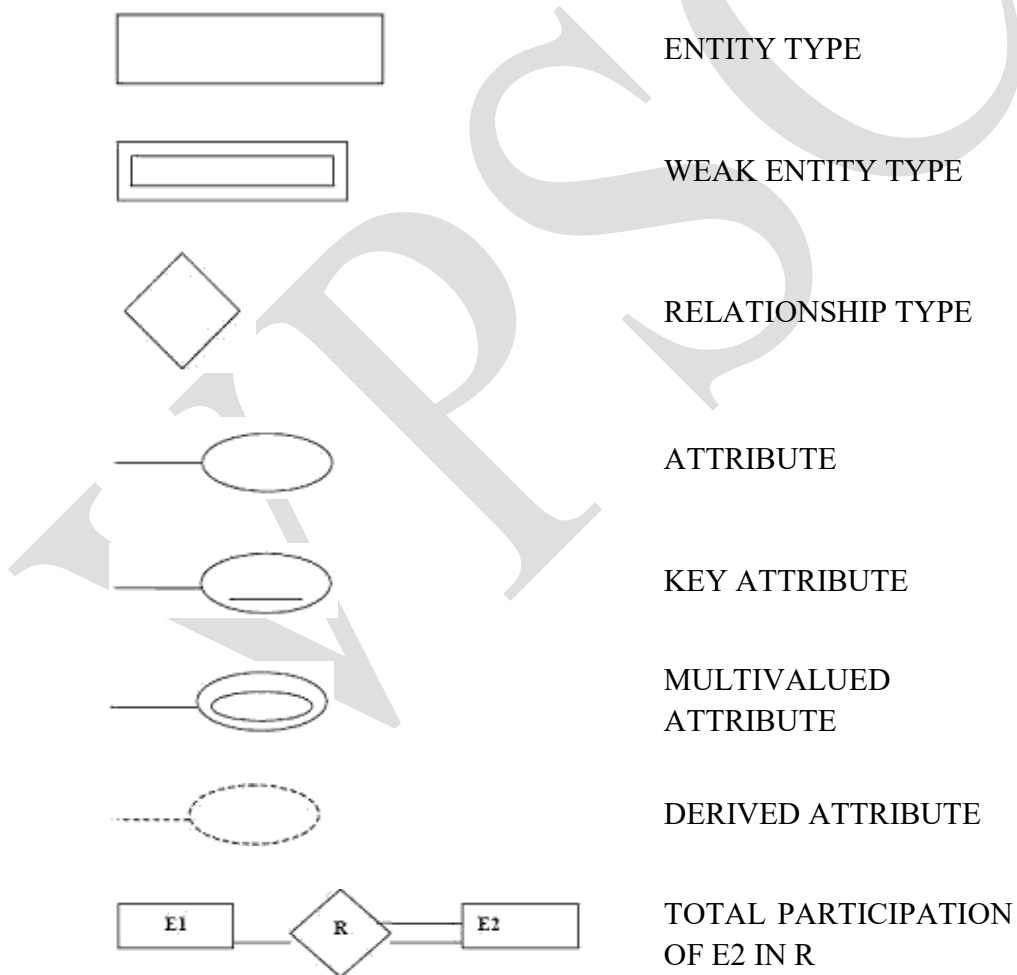 ENTITY TYPE
WEAK ENTITY TYPE
RELATIONSHIP TYPE
ATTRIBUTE
KEY ATTRIBUTE
MULTIVALUED
ATTRIBUTE
DERIVED ATTRIBUTE
E1 R E2
TOTAL PARTICIPATION
OF E2 IN R